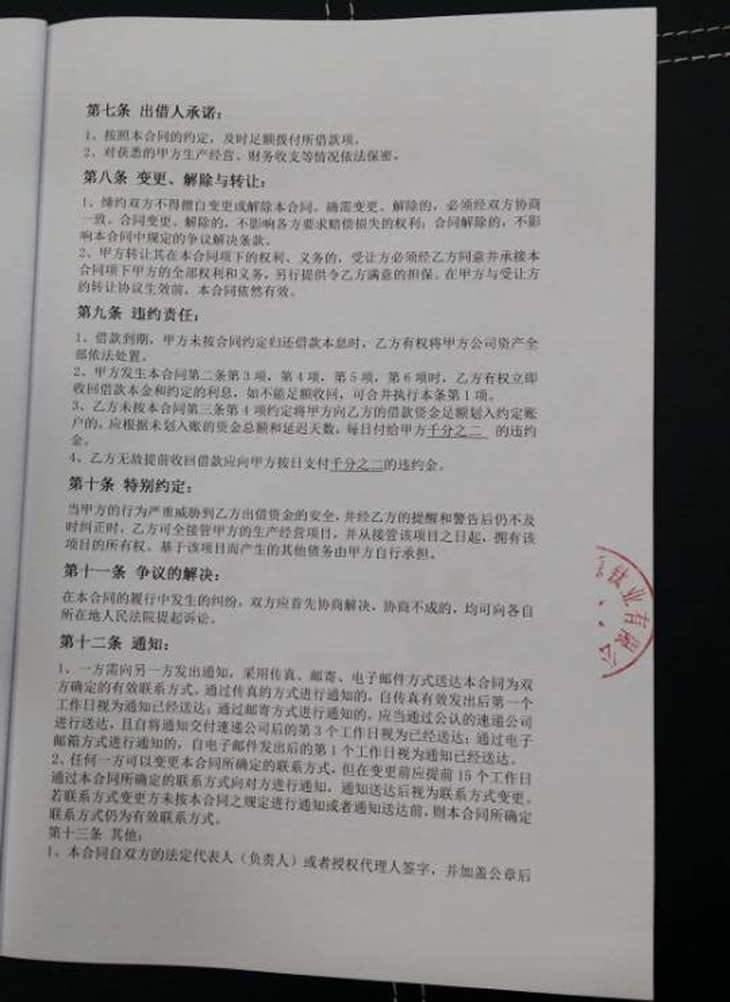 第七条 出借人承诺：
1、按照本合同的约定，及时足额拨付所借款项。
2、对获悉的甲方生产经营、财务收支等情况依法保密。
第八条 变更、解除与转让：
1、缔约双方不得擅自变更或解除本合同。确需变更、解除的，必须经双方协商
一致。合同变更、解除的，不影响各方要求赔偿损失的权利；合同解除的，不影
响本合同中规定的争议解决条款。
2、甲方转让其在本合同项下的权利、义务的，受让方必须经乙方同意并承接本
合同项下甲方的全部权利和义务，另行提供令乙方满意的担保。在甲方与受让方
的转让协议生效前，本合同依然有效。
第九条 违约责任：
1、借款到期，甲方未按合同约定归还借款本息时，乙方有权将甲方公司资产全
部依法处置。
2、甲方发生本合同第二条第3项，第4项，第5项，第6项时，乙方有权立即
收回借款本金和约定的利息，如不能足额收回，可合并执行本条第1项。
3、乙方未按本合同第三条第4项约定将甲方向乙方的借款资金足额划入约定账
户的，应根据未划入账的资金总额和延迟天数，每日付给甲方千分之二 的违约
金。
4、乙方无故提前收回借款应向甲方按日支付千分之二的违约金。
第十条 特别约定：
当甲方的行为严重威胁到乙方出借资金的安全，并经乙方的提醒和警告后仍不及
时纠正时，乙方可全接管甲方的生产经营项目，并从接管该项目之日起，拥有该
项目的所有权。基于该项目而产生的其他债务由甲方自行承担。
第十一条 争议的解决：
在本合同的履行中发生的纠纷，双方应首先协商解决，协商不成的，均可向各自
所在地人民法院提起诉讼。
第十二条 通知：
1、一方需向另一方发出通知，采用传真、邮寄、电子邮件方式送达本合同为双
方确定的有效联系方式。通过传真的方式进行通知的，自传真有效发出后第一个
工作日视为通知已经送达；通过邮寄方式进行通知的，应当通过公认的速递公司
进行送达，且自将通知交付速递公司后的第3个工作日视为已经送达；通过电子
邮箱方式进行通知的，自电子邮件发出后的第1个工作日视为通知已经送达。
2、任何一方可以变更本合同所确定的联系方式，但在变更前应提前15个工作日
通过本合同所确定的联系方式向对方进行通知，通知送达后视为联系方式变更。
若联系方式变更方未按本合同之规定进行通知或者通知送达前，则本合同所确定
联系方式仍为有效联系方式。
第十三条 其他：
1、本合同自双方的法定代表人（负责人）或者授权代理人签字，并加盖公章后
钛业有限公